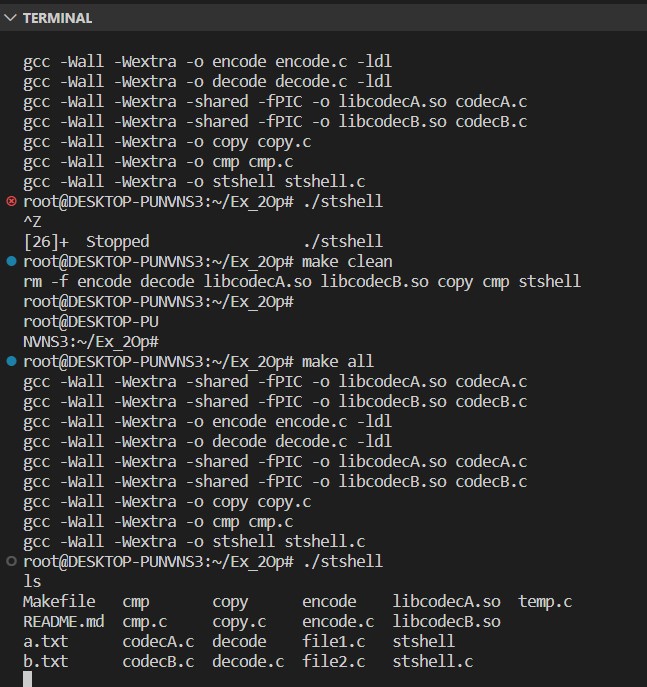 TERMINAL
gcc -Wall -Wextra -o encode encode.c -ldl
gcc -Wall -Wextra -o decode decode.c -ldl
gcc -Wall -Wextra -shared -fPIC -o libcodecA.so codecA.c
gcc -Wall -Wextra -shared -fPIC -o libcodecB.so codecB.c
gcc -Wall -Wextra -o copy copy.c
gcc -Wall -Wextra -o cmp cmp.c
gcc -Wall -Wextra -o stshell stshell.c
root@DESKTOP-PUNVNS3:~/Ex_2Op# ./stshell
^Z
[26]+  Stopped                 ./stshell
root@DESKTOP-PUNVNS3:~/Ex_2Op# make clean
rm -f encode decode libcodecA.so libcodecB.so copy cmp stshell
root@DESKTOP-PUNVNS3:~/Ex_2Op#
root@DESKTOP-PU
NVNS3:~/Ex_2Op#
root@DESKTOP-PUNVNS3:~/Ex_2Op# make all
gcc -Wall -Wextra -shared -fPIC -o libcodecA.so codecA.c
gcc -Wall -Wextra -shared -fPIC -o libcodecB.so codecB.c
gcc -Wall -Wextra -o encode encode.c -ldl
gcc -Wall -Wextra -o decode decode.c -ldl
gcc -Wall -Wextra -shared -fPIC -o libcodecA.so codecA.c
gcc -Wall -Wextra -shared -fPIC -o libcodecB.so codecB.c
gcc -Wall -Wextra -o copy copy.c
gcc -Wall -Wextra -o cmp cmp.c
gcc -Wall -Wextra -o stshell stshell.c
root@DESKTOP-PUNVNS3:~/Ex_2Op# ./stshell
ls
Makefile   cmp       copy      encode    libcodecA.so  temp.c
README.md  cmp.c     copy.c    encode.c  libcodecB.so
a.txt      codecA.c  decode    file1.c   stshell
b.txt      codecB.c  decode.c  file2.c   stshell.c